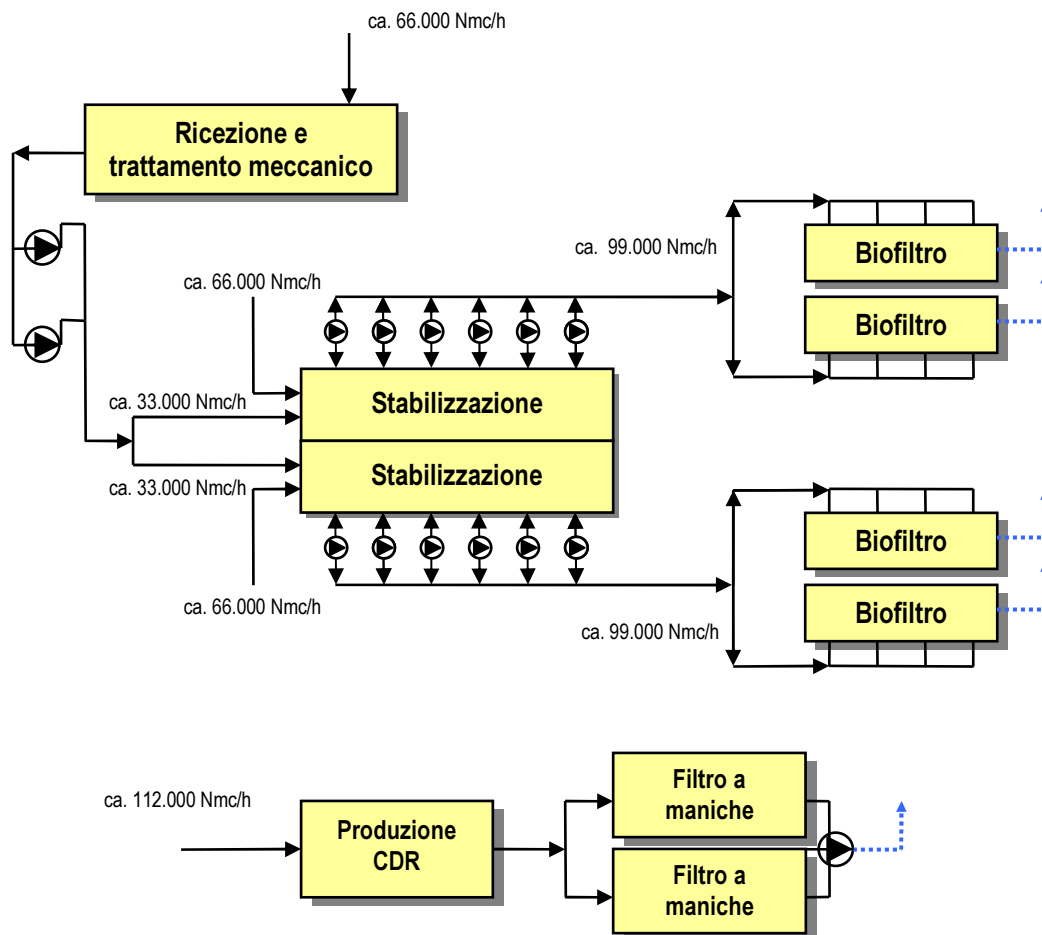 ca. 66.000 Nmc/h
Ricezione e
trattamento meccanico
ca.  99.000 Nmc/h
Biofiltro
ca. 66.000 Nmc/h
Biofiltro
ca. 33.000 Nmc/h
Stabilizzazione
Stabilizzazione
ca. 33.000 Nmc/h
Biofiltro
ca. 66.000 Nmc/h
Biofiltro
ca. 99.000 Nmc/h
ca. 112.000 Nmc/h
Produzione
CDR
Filtro a
maniche
Filtro a
maniche